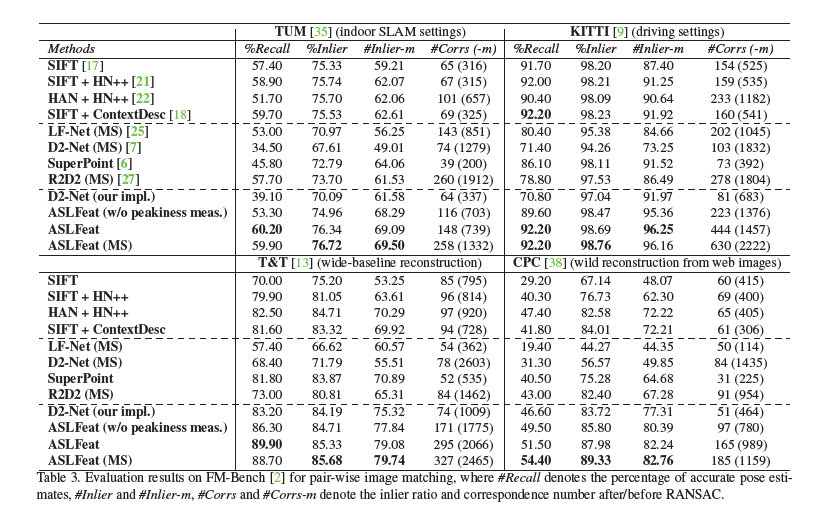 TUM [35] (indoor SLAM settings) KITTI [9] (driving settings)
Methods %Recall %Inlier #Inlier-m #Corrs (-m) %Recall %Inlier #Inlier-m #Corrs (-m)
SIFT [17] 57.40 75.33 59.21 65 (316) 91.70 98.20 87.40 154 (525)
SIFT + HN++ [21] 58.90 75.74 62.07 67 (315) 92.00 98.21 91.25 159 (535)
HAN + HN++ [22] 51.70 75.70 62.06 101 (657) 90.40 98.09 90.64 233 (1182)
SIFT + ContextDesc [18] 59.70 75.53 62.61 69 (325) 92.20 98.23 91.92 160 (541)
LF-Net (MS) [25] 53.00 70.97 56.25 143 (851) 80.40 95.38 84.66 202 (1045)
D2-Net (MS) [7] 34.50 67.61 49.01 74 (1279) 71.40 94.26 73.25 103 (1832)
SuperPoint [6] 45.80 72.79 64.06 39 (200) 86.10 98.11 91.52 73 (392)
R2D2 (MS) [27] 57.70 73.70 61.53 260 (1912) 78.80 97.53 86.49 278 (1804)
D2-Net (our impl.) 39.10 70.09 61.58 64 (337) 70.80 97.04 91.97 81 (683)
ASLFeat (w/o peakiness meas.) 53.30 74.96 68.29 116 (703) 89.60 98.47 95.36 223 (1376)
ASLFeat 60.20 76.34 69.09 148 (739) 92.20 98.69 96.25 444 (1457)
ASLFeat (MS) 59.90 76.72 69.50 258 (1332) 92.20 98.76 96.16 630 (2222)
T&T [13] (wide-baseline reconstruction) CPC [38] (wild reconstruction from web images)
SIFT 70.00 75.20 53.25 85 (795) 29.20 67.14 48.07 60 (415)
SIFT + HN++ 79.90 81.05 63.61 96 (814) 40.30 76.73 62.30 69 (400)
HAN + HN++ 82.50 84.71 70.29 97 (920) 47.40 82.58 72.22 65 (405)
SIFT + ContextDesc 81.60 83.32 69.92 94 (728) 41.80 84.01 72.21 61 (306)
LF-Net (MS) 57.40 66.62 60.57 54 (362) 19.40 44.27 44.35 50 (114)
D2-Net (MS) 68.40 71.79 55.51 78 (2603) 31.30 56.57 49.85 84 (1435)
SuperPoint 81.80 83.87 70.89 52 (535) 40.50 75.28 64.68 31 (225)
R2D2 (MS) 73.00 80.81 65.31 84 (1462) 43.00 82.40 67.28 91 (954)
D2-Net (our impl.) 83.20 84.19 75.32 74 (1009) 46.60 83.72 77.31 51 (464)
ASLFeat (w/o peakiness meas.) 86.30 84.71 77.84 171 (1775) 49.50 85.80 80.39 97 (780)
ASLFeat 89.90 85.33 79.08 295 (2066) 51.50 87.98 82.24 165 (989)
ASLFeat (MS) 88.70 85.68 79.74 327 (2465) 54.40 89.33 82.76 185 (1159)
Table 3. Evaluation results on FM-Bench [2] for pair-wise image matching, where #Recall denotes the percentage of accurate pose esti-
mates, #Inlier and #Inlier-m, #Corrs and #Corrs-m denote the inlier ratio and correspondence number after/before RANSAC.